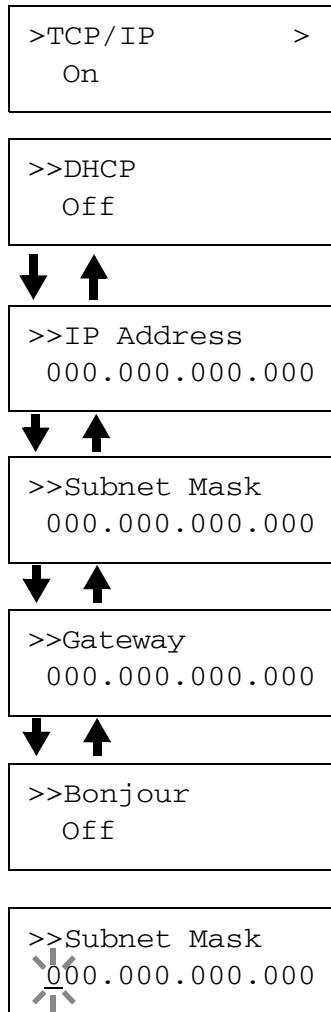 >TCP/IP >
On
>>DHCP
Off
>>IP Address
000.000.000.000
>>Subnet Mask
000.000.000.000
>>Gateway
000.000.000.000
>>Bonjour
Off
>>Subnet Mask
000.000.000.000